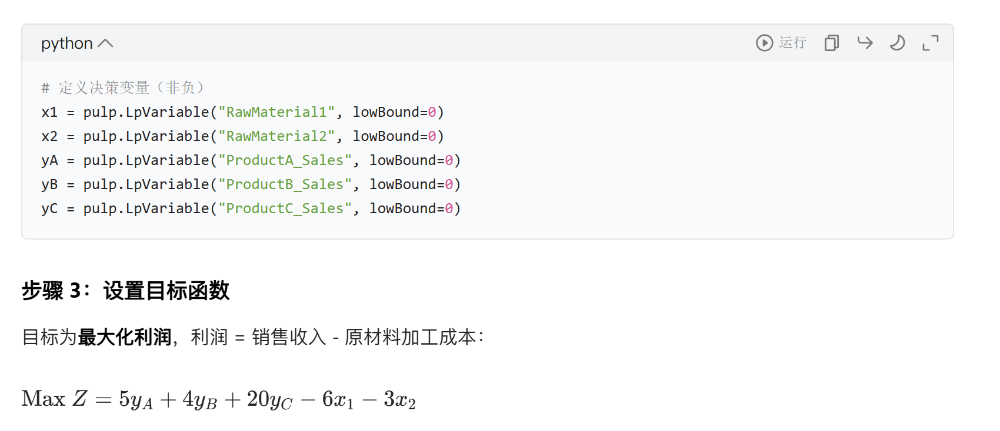 python
运行
# 定义决策变量（非负）
x1 = pulp.LpVariable("RawMaterial1", lowBound=0)
x2 = pulp.LpVariable("RawMaterial2", lowBound=0)
yA = pulp.LpVariable("ProductA_Sales", lowBound=0)
yB = pulp.LpVariable("ProductB_Sales", lowBound=0)
yC = pulp.LpVariable("ProductC_Sales", lowBound=0)
步骤 3：设置目标函数
目标为最大化利润，利润 = 销售收入 - 原材料加工成本：
Max Z = 5y_A + 4y_B + 20y_C − 6x_1 − 3x_2